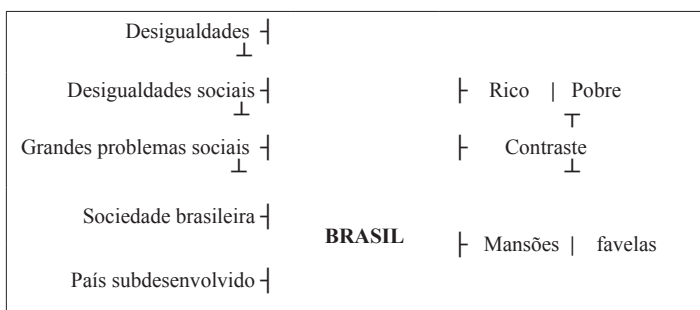 Desigualdades
Desigualdades sociais
Rico | Pobre
Grandes problemas sociais
Contraste
Sociedade brasileira
BRASIL
Mansões | favelas
País subdesenvolvido